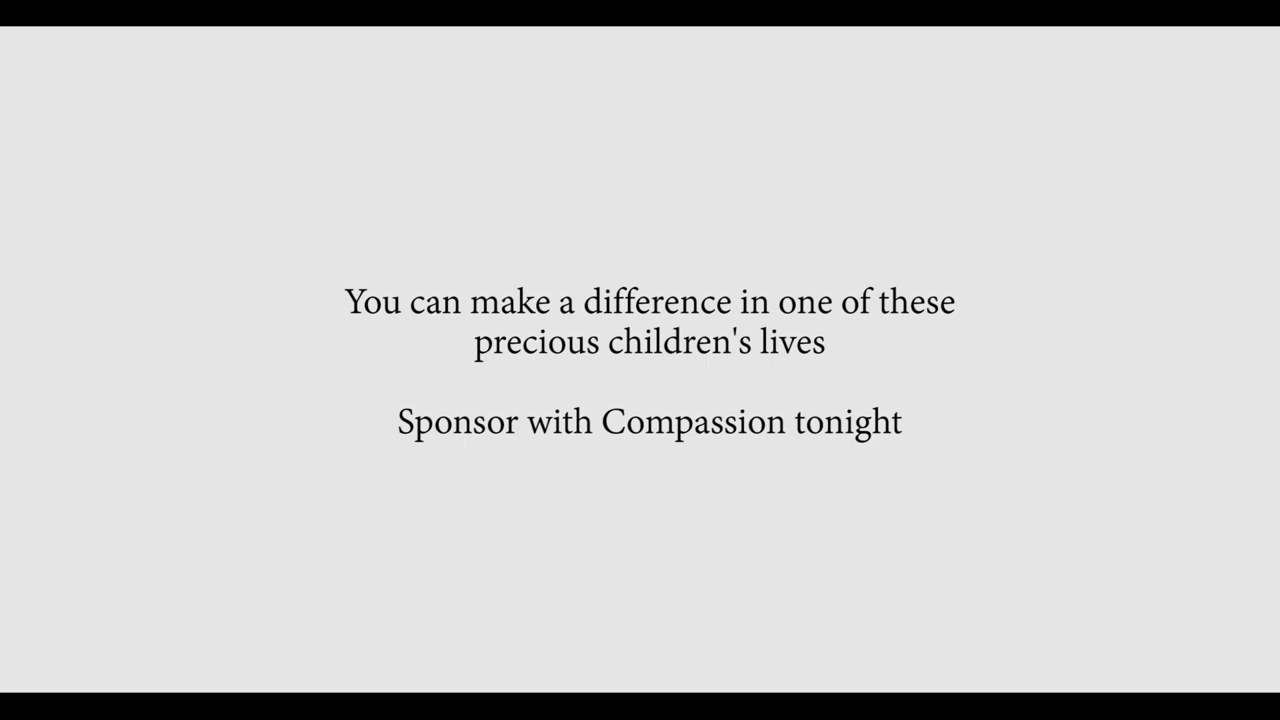 You can make a difference in one of these
precious children's lives
Sponsor with Compassion tonight